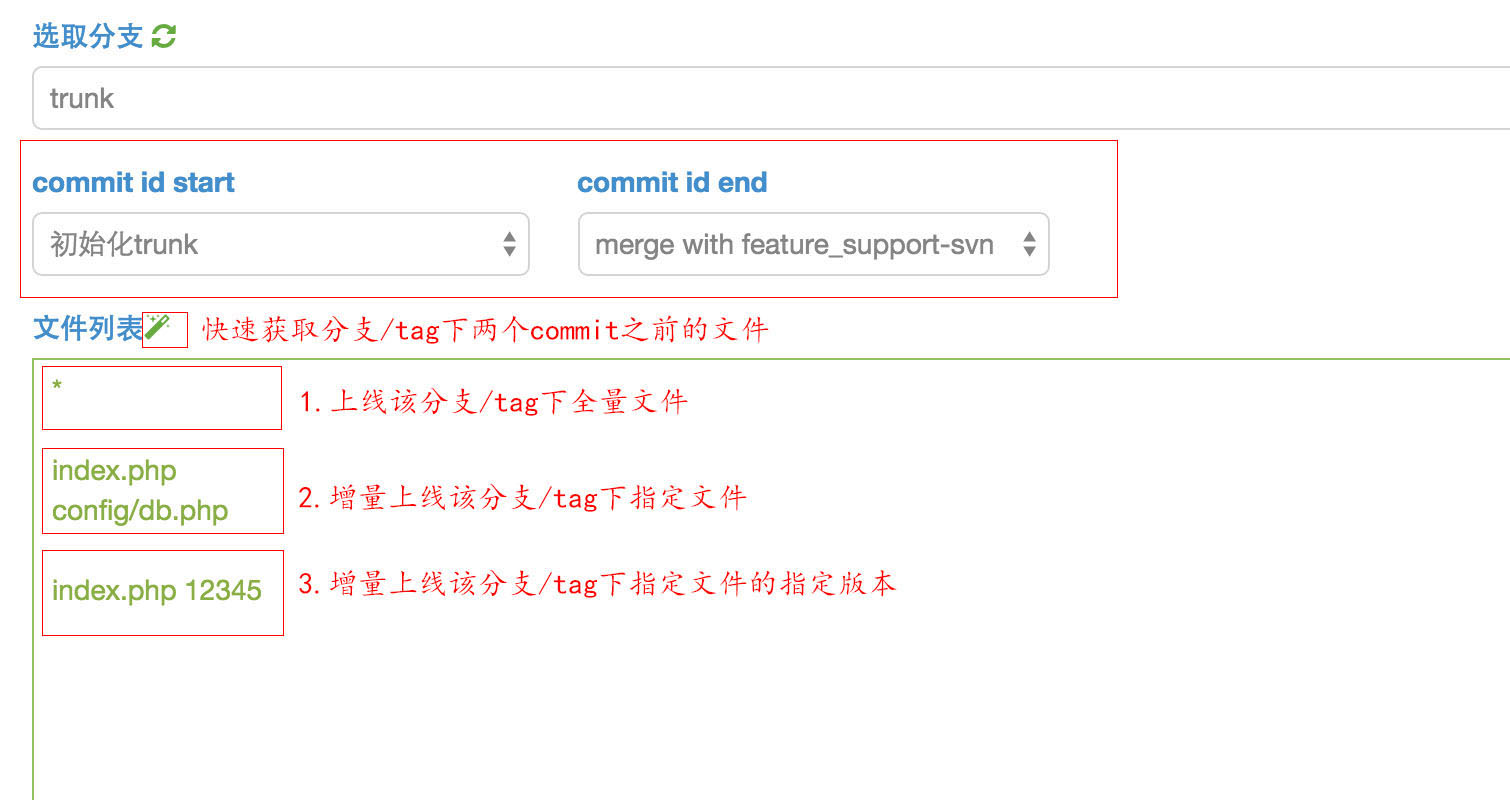 选取分支
trunk
commit id start
commit id end
初始化trunk
merge with feature_support-svn
文件列表
快速获取分支/tag下两个commit之前的文件
*
1.上线该分支/tag下全量文件
index.php
config/db.php
2.增量上线该分支/tag下指定文件
index.php 12345
3.增量上线该分支/tag下指定文件的指定版本